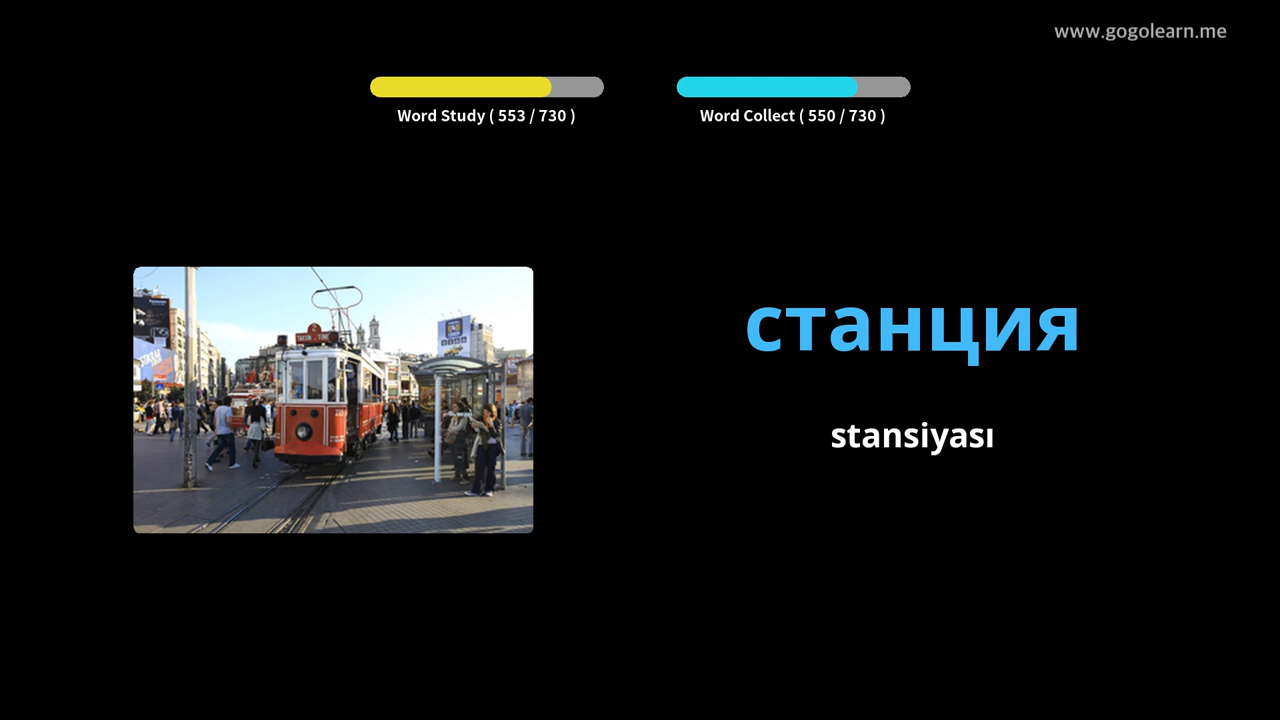 www.gogolearn.me
Word Study ( 553 / 730 )
Word Collect ( 550 / 730 )
станция
stansiyası